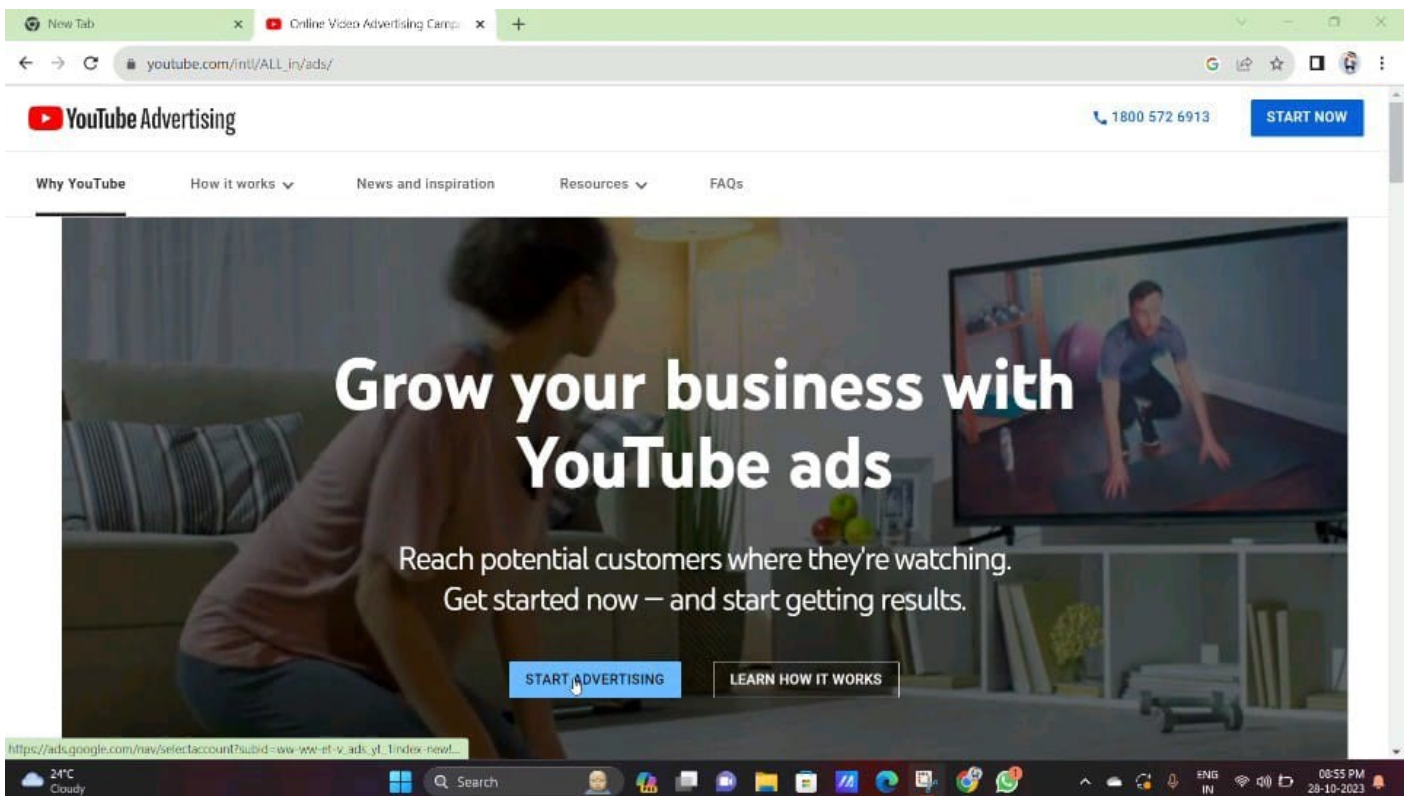 New Tab
Online Video Advertising Camp
youtube.com/intl/ALL_in/ads/
YouTube Advertising
1800 572 6913
START NOW
Why YouTube
How it works
News and inspiration
Resources
FAQs
Grow your business with
YouTube ads
Reach potential customers where they're watching.
Get started now — and start getting results.
START ADVERTISING
LEARN HOW IT WORKS
https://ads.google.com/nav/selectaccount?subid=ww-ww-et-v_ads_yt_1index-new!...
24°C
Cloudy
Search
ENG
IN
08:55 PM
28-10-2023